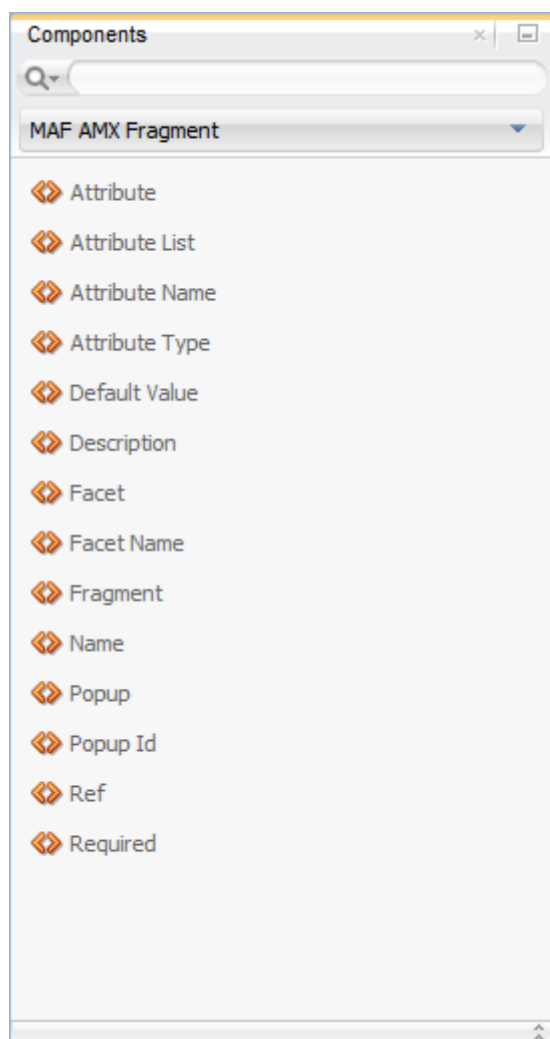 Components
MAF AMX Fragment
Attribute
Attribute List
Attribute Name
Attribute Type
Default Value
Description
Facet
Facet Name
Fragment
Name
Popup
Popup Id
Ref
Required